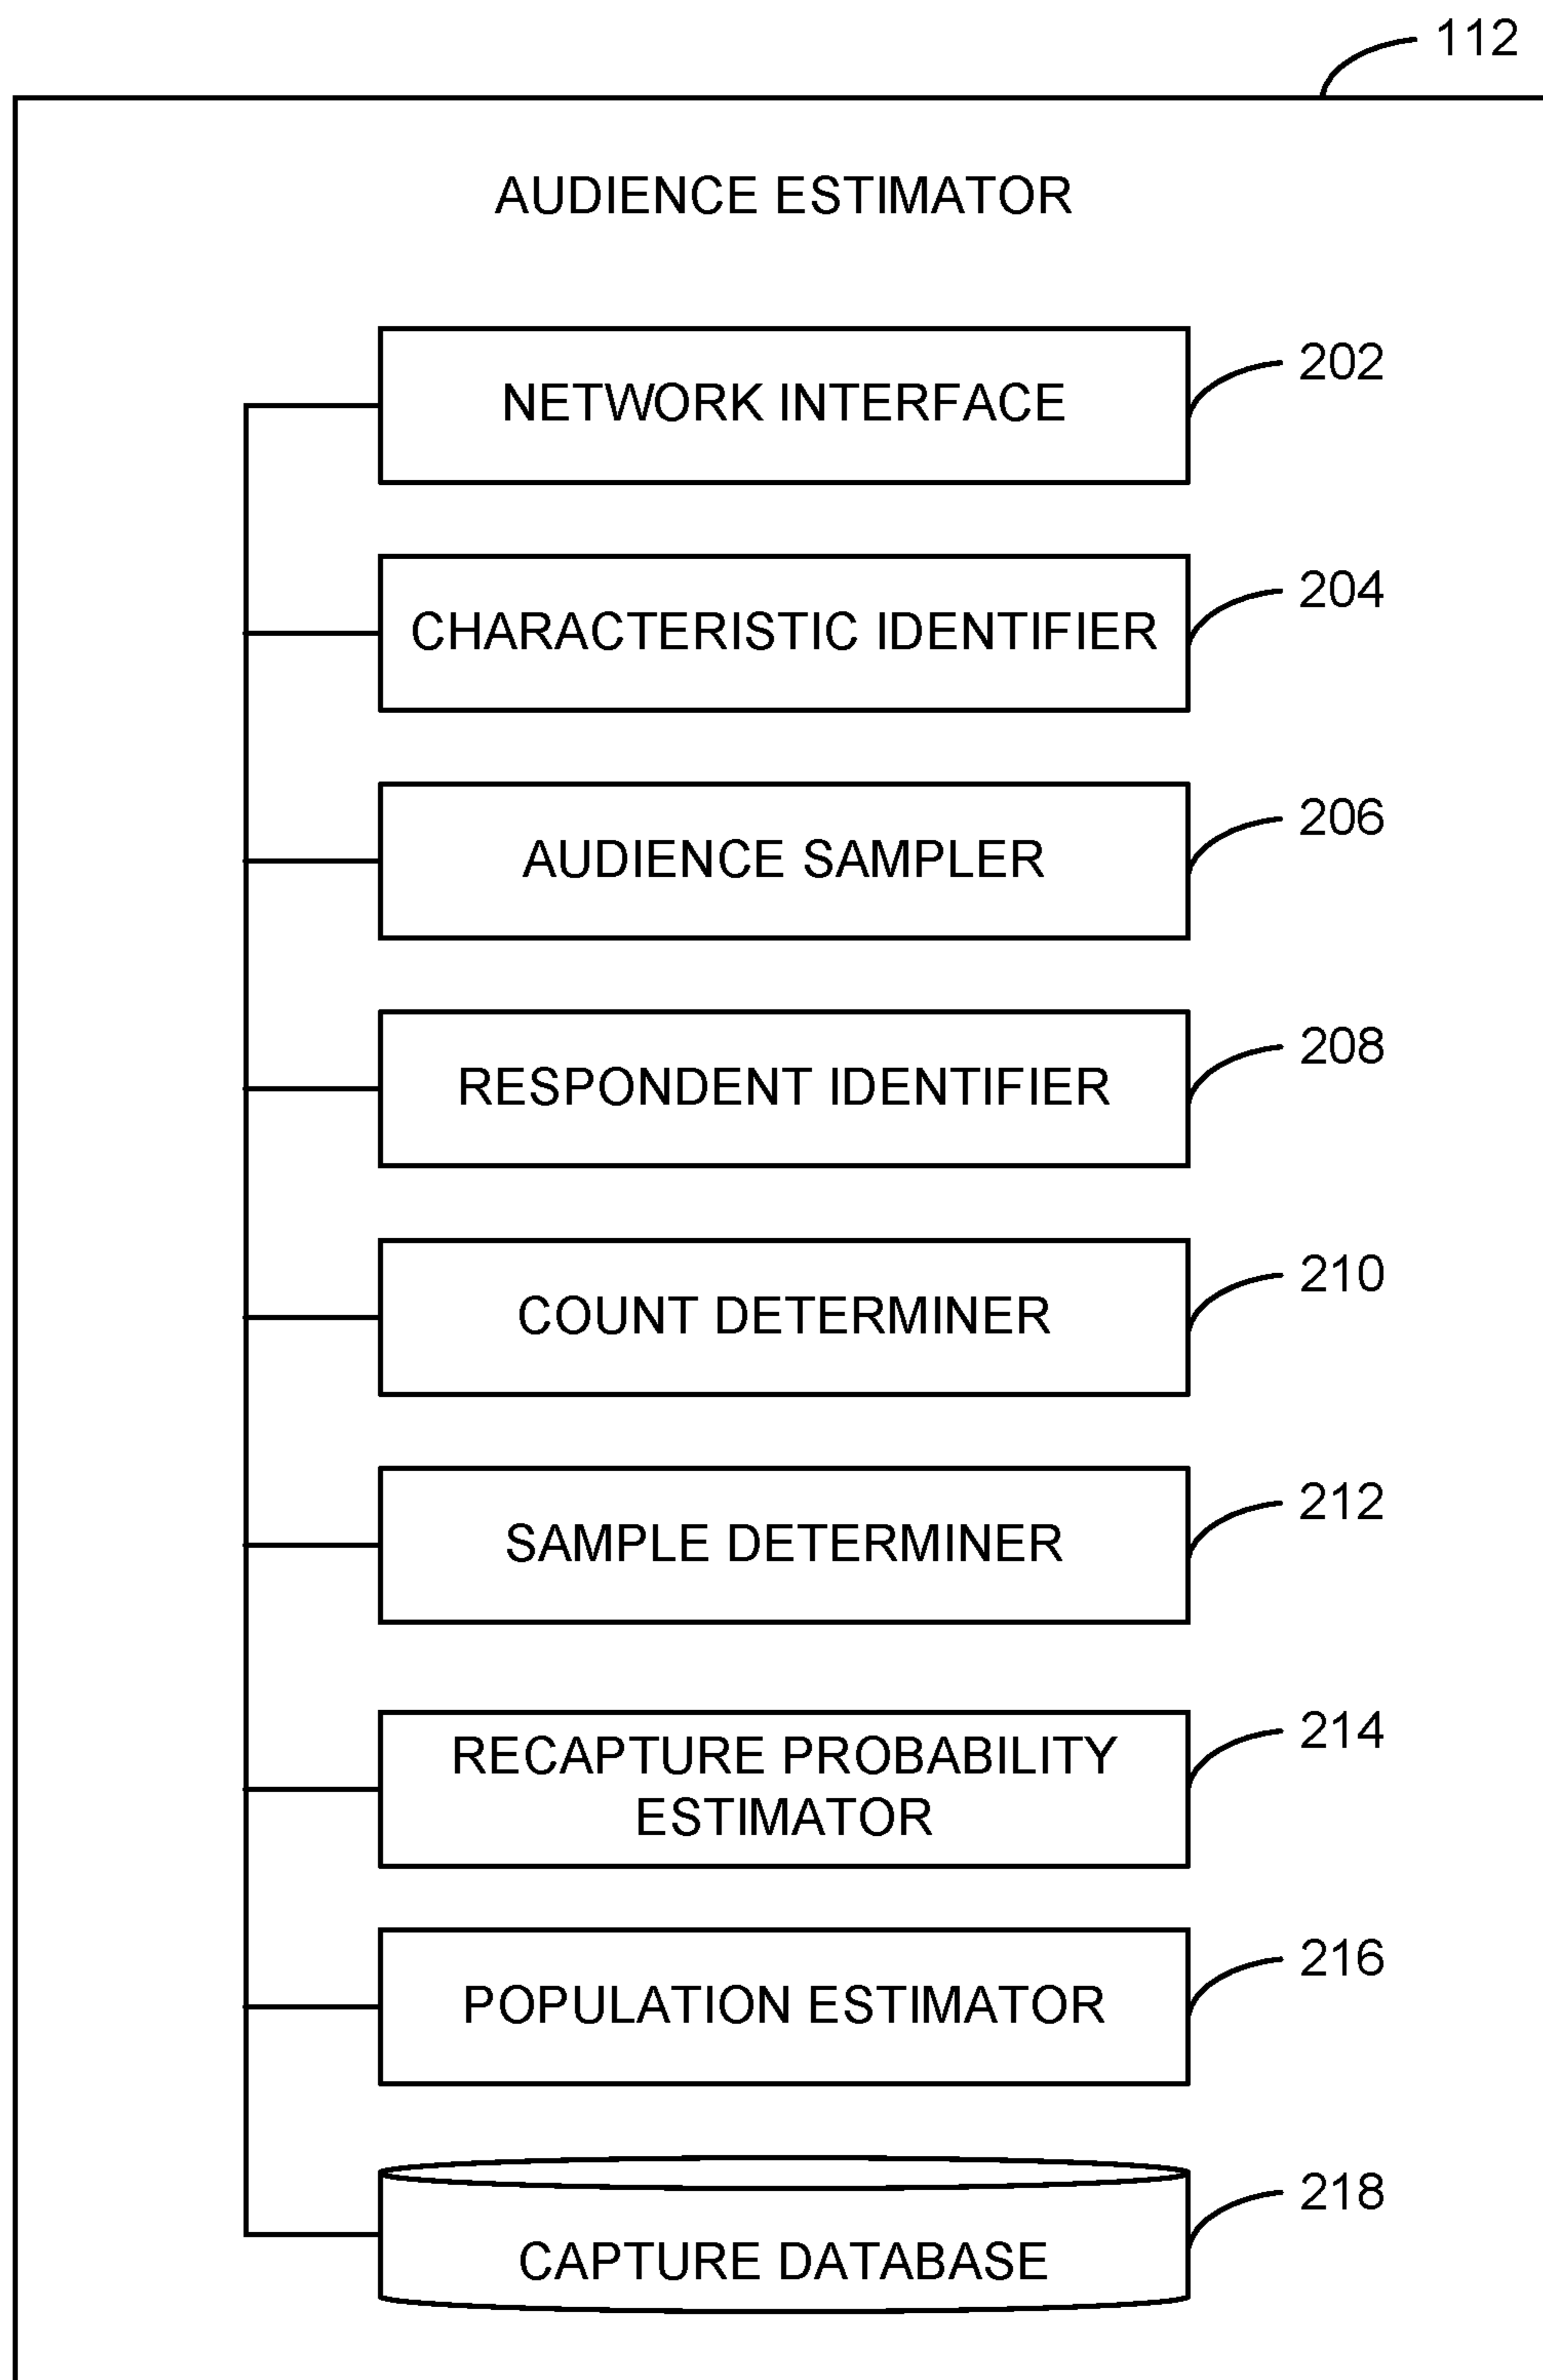 112
AUDIENCE ESTIMATOR
NETWORK INTERFACE
202
CHARACTERISTIC IDENTIFIER
204
AUDIENCE SAMPLER
206
RESPONDENT IDENTIFIER
208
COUNT DETERMINER
210
SAMPLE DETERMINER
212
RECAPTURE PROBABILITY
ESTIMATOR
214
POPULATION ESTIMATOR
216
CAPTURE DATABASE
218